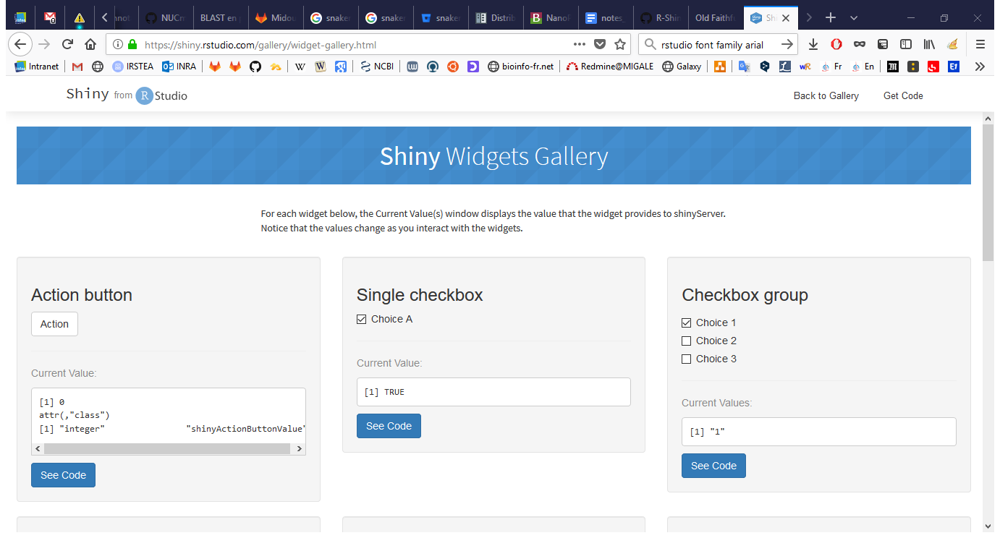 NUCm BLAST en Midou snake snake snake Distrib NanoP notes_ R-Shin Old Faithf Sh
https://shiny.rstudio.com/gallery/widget-gallery.html rstudio font family arial
Intranet IRSTEA INRA NCBI bioinfo-fr.net Redmine@MIGALE Galaxy wR Fr En
Shiny from R Studio Back to Gallery Get Code
Shiny Widgets Gallery
For each widget below, the Current Value(s) window displays the value that the widget provides to shinyServer.
Notice that the values change as you interact with the widgets.
Action button
Action
Current Value:
[1] 0
attr(,"class")
[1] "integer" "shinyActionButtonValue"
See Code
Single checkbox
Choice A
Current Value:
[1] TRUE
See Code
Checkbox group
Choice 1
Choice 2
Choice 3
Current Values:
[1] "1"
See Code